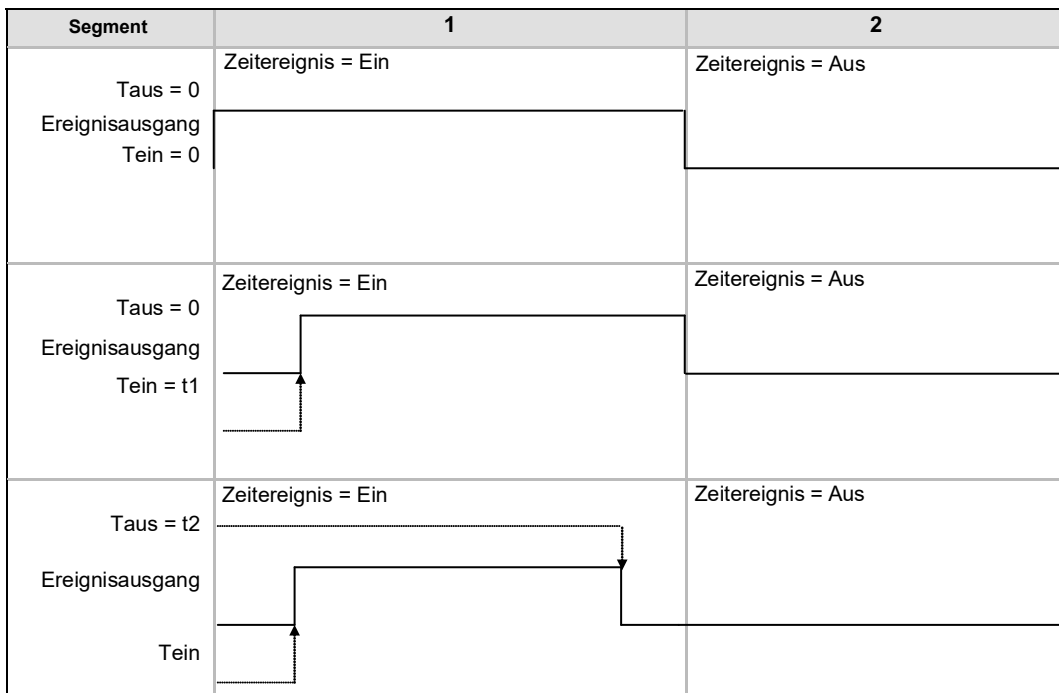 Segment 1 2
Zeitereignis = Ein Zeitereignis = Aus
Taus = 0
Ereignisausgang
Tein = 0
Zeitereignis = Ein Zeitereignis = Aus
Taus = 0
Ereignisausgang
Tein = t1
Zeitereignis = Ein Zeitereignis = Aus
Taus = t2
Ereignisausgang
Tein